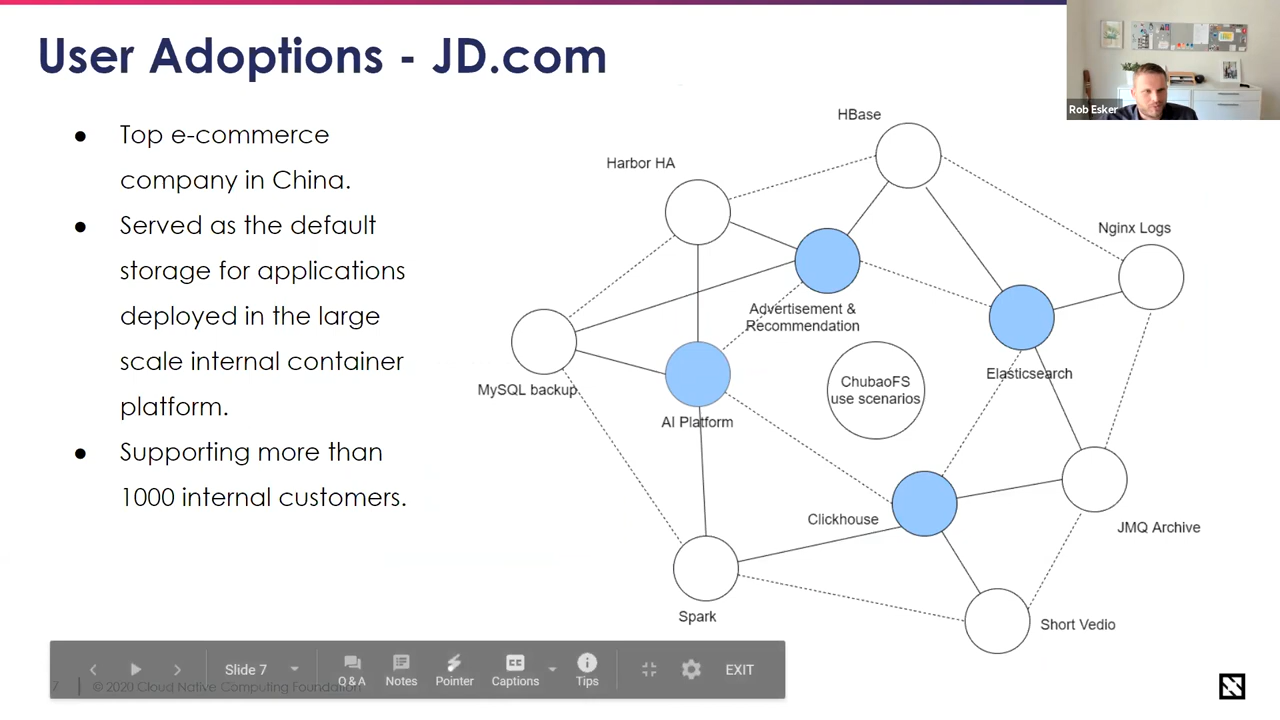 User Adoptions - JD.com
Rob Esker
● Top e-commerce
company in China.
● Served as the default
storage for applications
deployed in the large
scale internal container
platform.
● Supporting more than
1000 internal customers.
HBase
Harbor HA
Nginx Logs
Advertisement &
Recommendation
Elasticsearch
MySQL backup
ChubaoFS
use scenarios
AI Platform
Clickhouse
JMQ Archive
Spark
Short Vedio
Slide 7
Q&A
Notes
Pointer
Captions
Tips
EXIT
7
© 2020 Cloud Native Computing Foundation